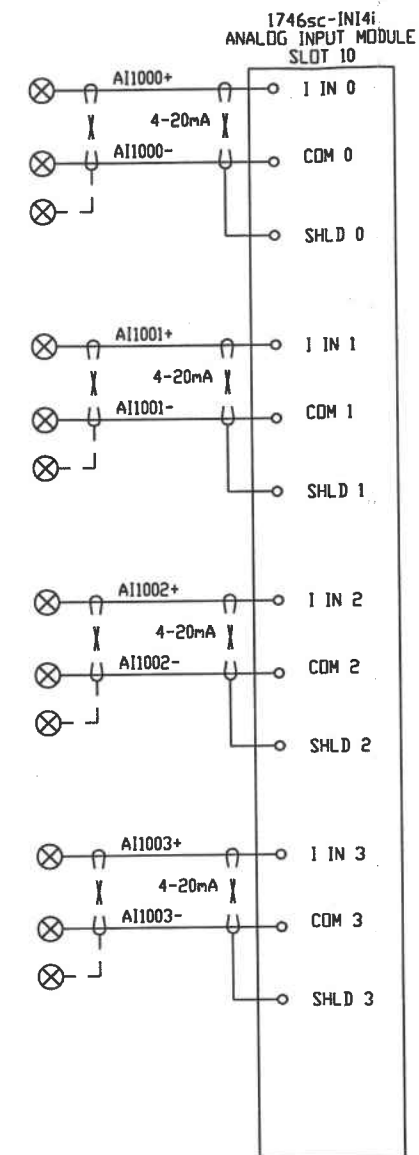 1746sc-INI4i
ANALOG INPUT MODULE
SLOT 10
AI1000+
I IN 0
4-20mA
AI1000-
COM 0
SHLD 0
AI1001+
I IN 1
4-20mA
AI1001-
COM 1
SHLD 1
AI1002+
I IN 2
4-20mA
AI1002-
COM 2
SHLD 2
AI1003+
I IN 3
4-20mA
AI1003-
COM 3
SHLD 3